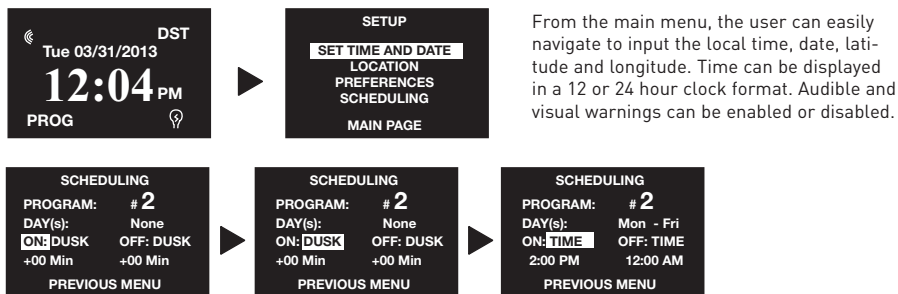 DST
Tue 03/31/2013
12:04 PM
PROG
SETUP
SET TIME AND DATE
LOCATION
PREFERENCES
SCHEDULING
MAIN PAGE
From the main menu, the user can easily
navigate to input the local time, date, lati-
tude and longitude. Time can be displayed
in a 12 or 24 hour clock format. Audible and
visual warnings can be enabled or disabled.
SCHEDULING
PROGRAM: # 2
DAY(s): None
ON: DUSK OFF: DUSK
+00 Min +00 Min
PREVIOUS MENU
SCHEDULING
PROGRAM: # 2
DAY(s): None
ON: DUSK OFF: DUSK
+00 Min +00 Min
PREVIOUS MENU
SCHEDULING
PROGRAM: # 2
DAY(s): Mon - Fri
ON: TIME OFF: TIME
2:00 PM 12:00 AM
PREVIOUS MENU